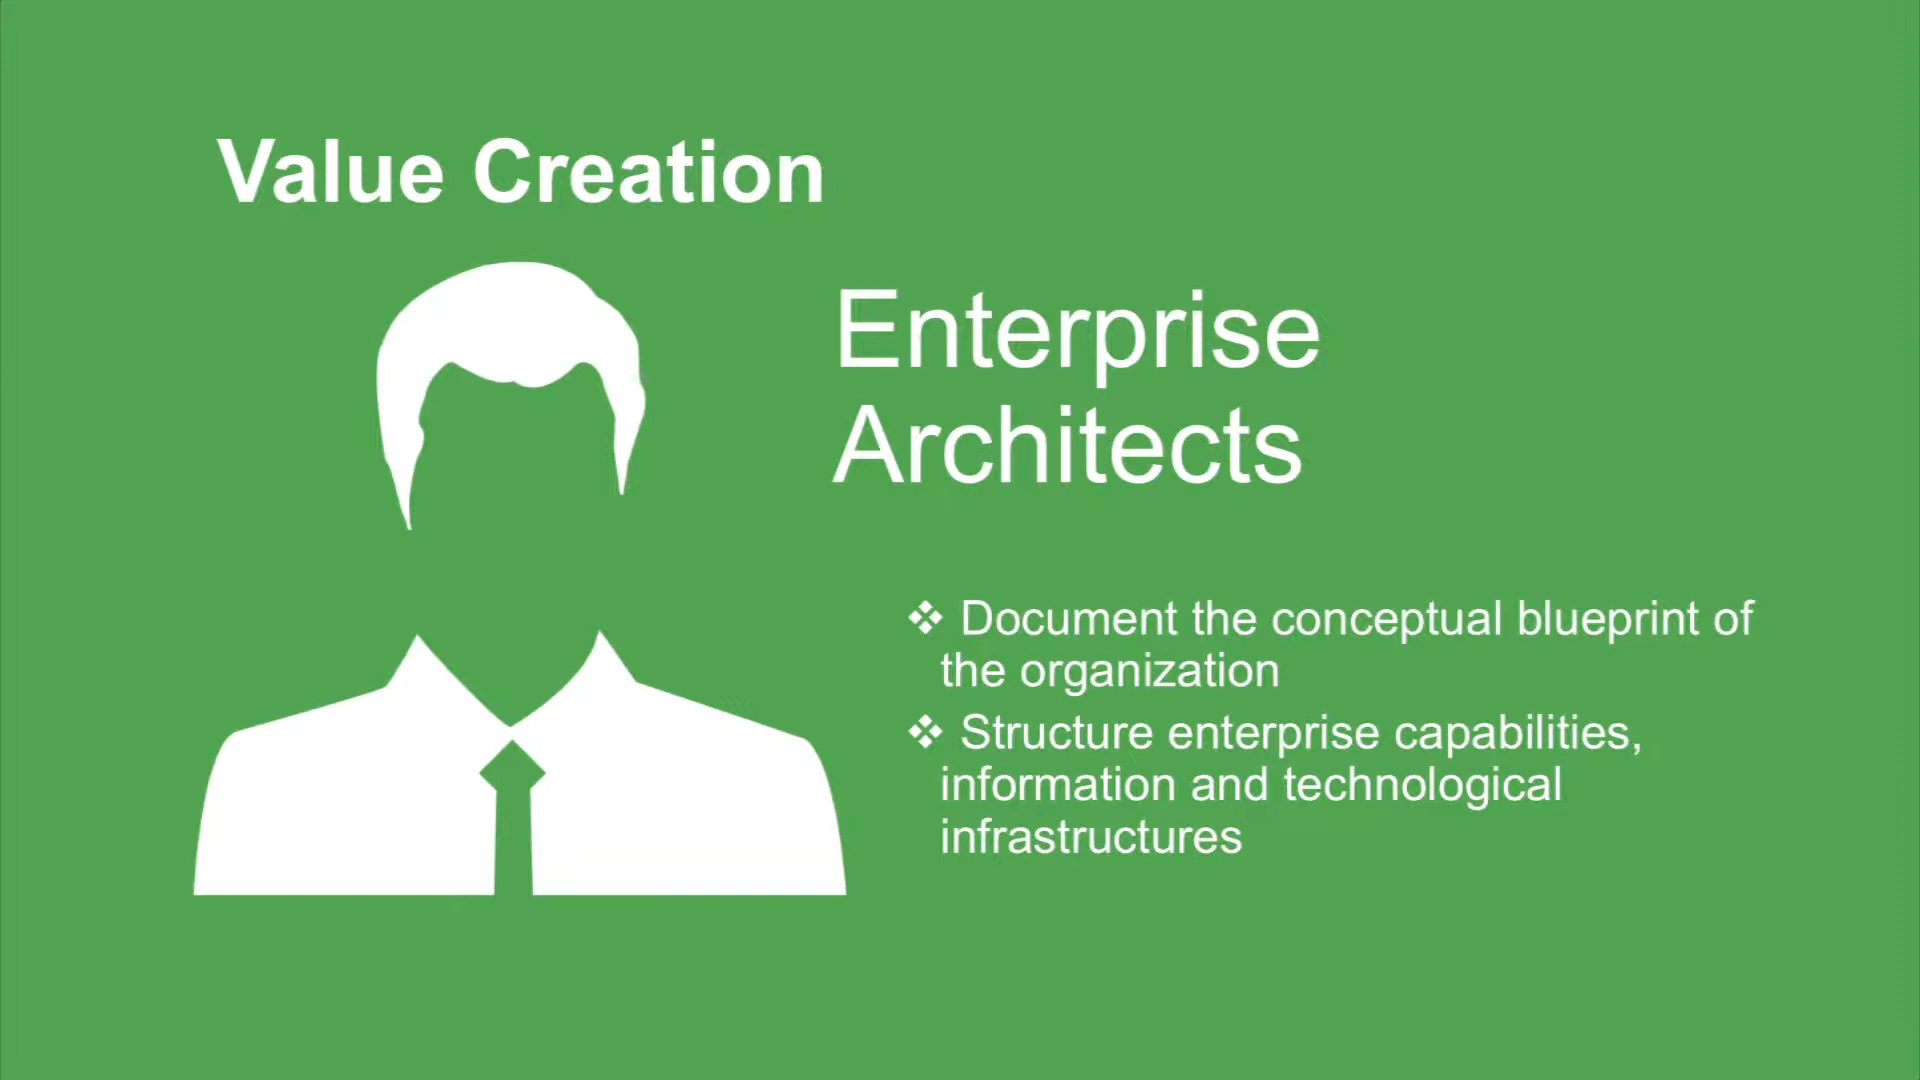 Value Creation
Enterprise
Architects
❖ Document the conceptual blueprint of
the organization
❖ Structure enterprise capabilities,
information and technological
infrastructures